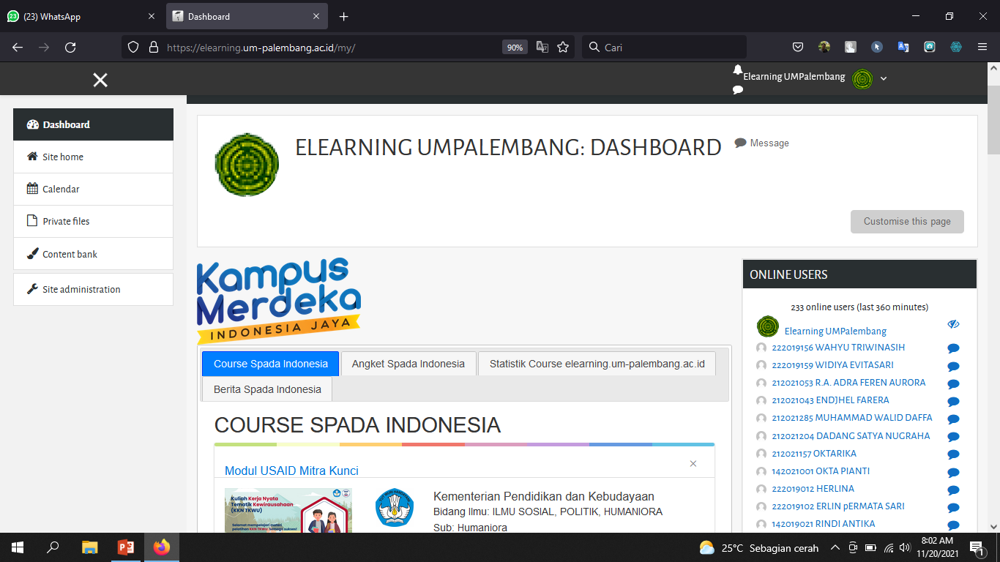 (23) WhatsApp
Dashboard
https://elearning.um-palembang.ac.id/my/
90%
Cari
Elearning UMPalembang
Dashboard
Site home
Calendar
Private files
Content bank
Site administration
ELEARNING UMPALEMBANG: DASHBOARD
Message
Customise this page
Kampus
Merdeka
INDONESIA JAYA
Course Spada Indonesia
Angket Spada Indonesia
Statistik Course elearning.um-palembang.ac.id
Berita Spada Indonesia
COURSE SPADA INDONESIA
Modul USAID Mitra Kunci
Kuliah Kerja Nyata
Tematik Kewirausahaan
(KKN TKWU)
Selamat mempelajari materi
pelatihan KKN TKWU, semoga sukses!
Kementerian Pendidikan dan Kebudayaan
Bidang Ilmu: ILMU SOSIAL, POLITIK, HUMANIORA
Sub: Humaniora
ONLINE USERS
233 online users (last 360 minutes)
Elearning UMPalembang
222019156 WAHYU TRIWINASIH
222019159 WIDIYA EVITASARI
212021053 R.A. ADRA FEREN AURORA
212021043 ENDJHEL FARERA
212021285 MUHAMMAD WALID DAFFA
212021204 DADANG SATYA NUGRAHA
212021157 OKTARIKA
142021001 OKTA PIANTI
222019012 HERLINA
222019102 ERLIN pERMATA SARI
142019021 RINDI ANTIKA
25°C Sebagian cerah
8:02 AM
11/20/2021
1